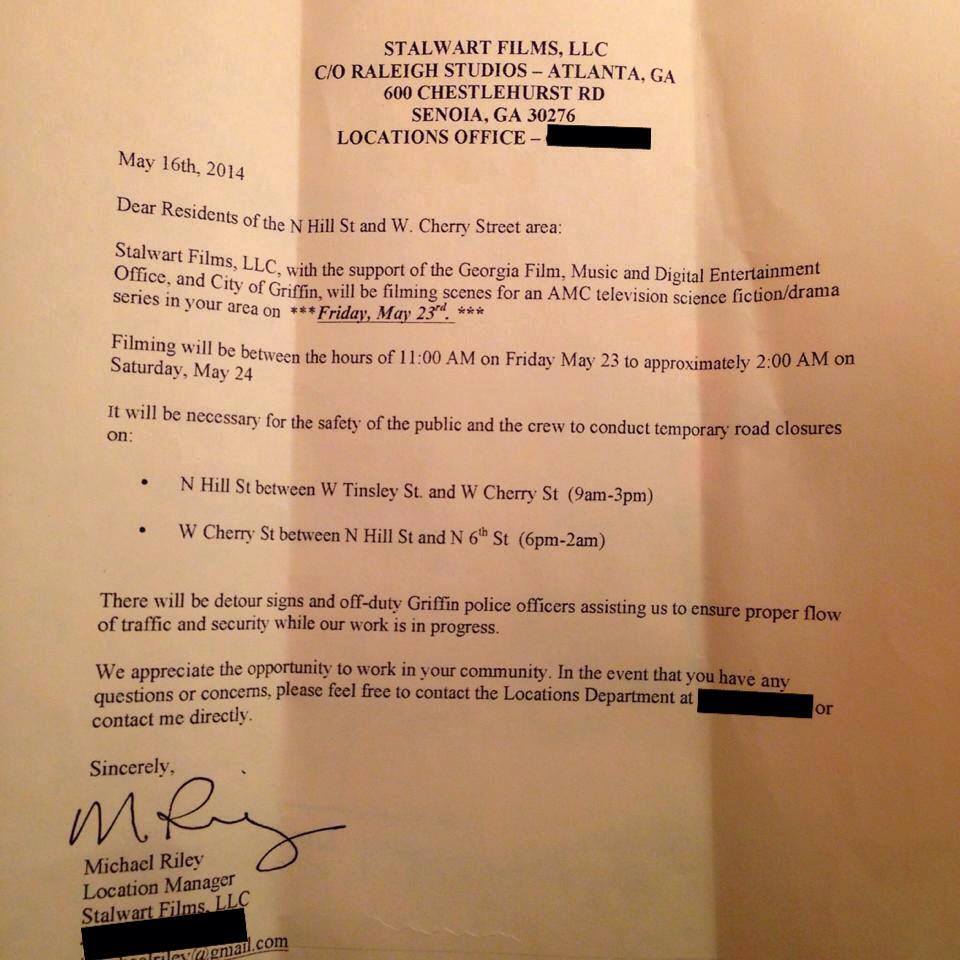 STALWART FILMS, LLC
C/O RALEIGH STUDIOS – ATLANTA, GA
600 CHESTLEHURST RD
SENOIA, GA 30276
LOCATIONS OFFICE –
May 16th, 2014
Dear Residents of the N Hill St and W. Cherry Street area:
Stalwart Films, LLC, with the support of the Georgia Film, Music and Digital Entertainment
Office, and City of Griffin, will be filming scenes for an AMC television science fiction/drama
series in your area on ***Friday, May 23rd. ***
Filming will be between the hours of 11:00 AM on Friday May 23 to approximately 2:00 AM on
Saturday, May 24
It will be necessary for the safety of the public and the crew to conduct temporary road closures
on:
• N Hill St between W Tinsley St. and W Cherry St (9am-3pm)
• W Cherry St between N Hill St and N 6th St (6pm-2am)
There will be detour signs and off-duty Griffin police officers assisting us to ensure proper flow
of traffic and security while our work is in progress.
We appreciate the opportunity to work in your community. In the event that you have any
questions or concerns, please feel free to contact the Locations Department at or
contact me directly.
Sincerely,
M. Riley
Michael Riley
Location Manager
Stalwart Films, LLC
@gmail.com